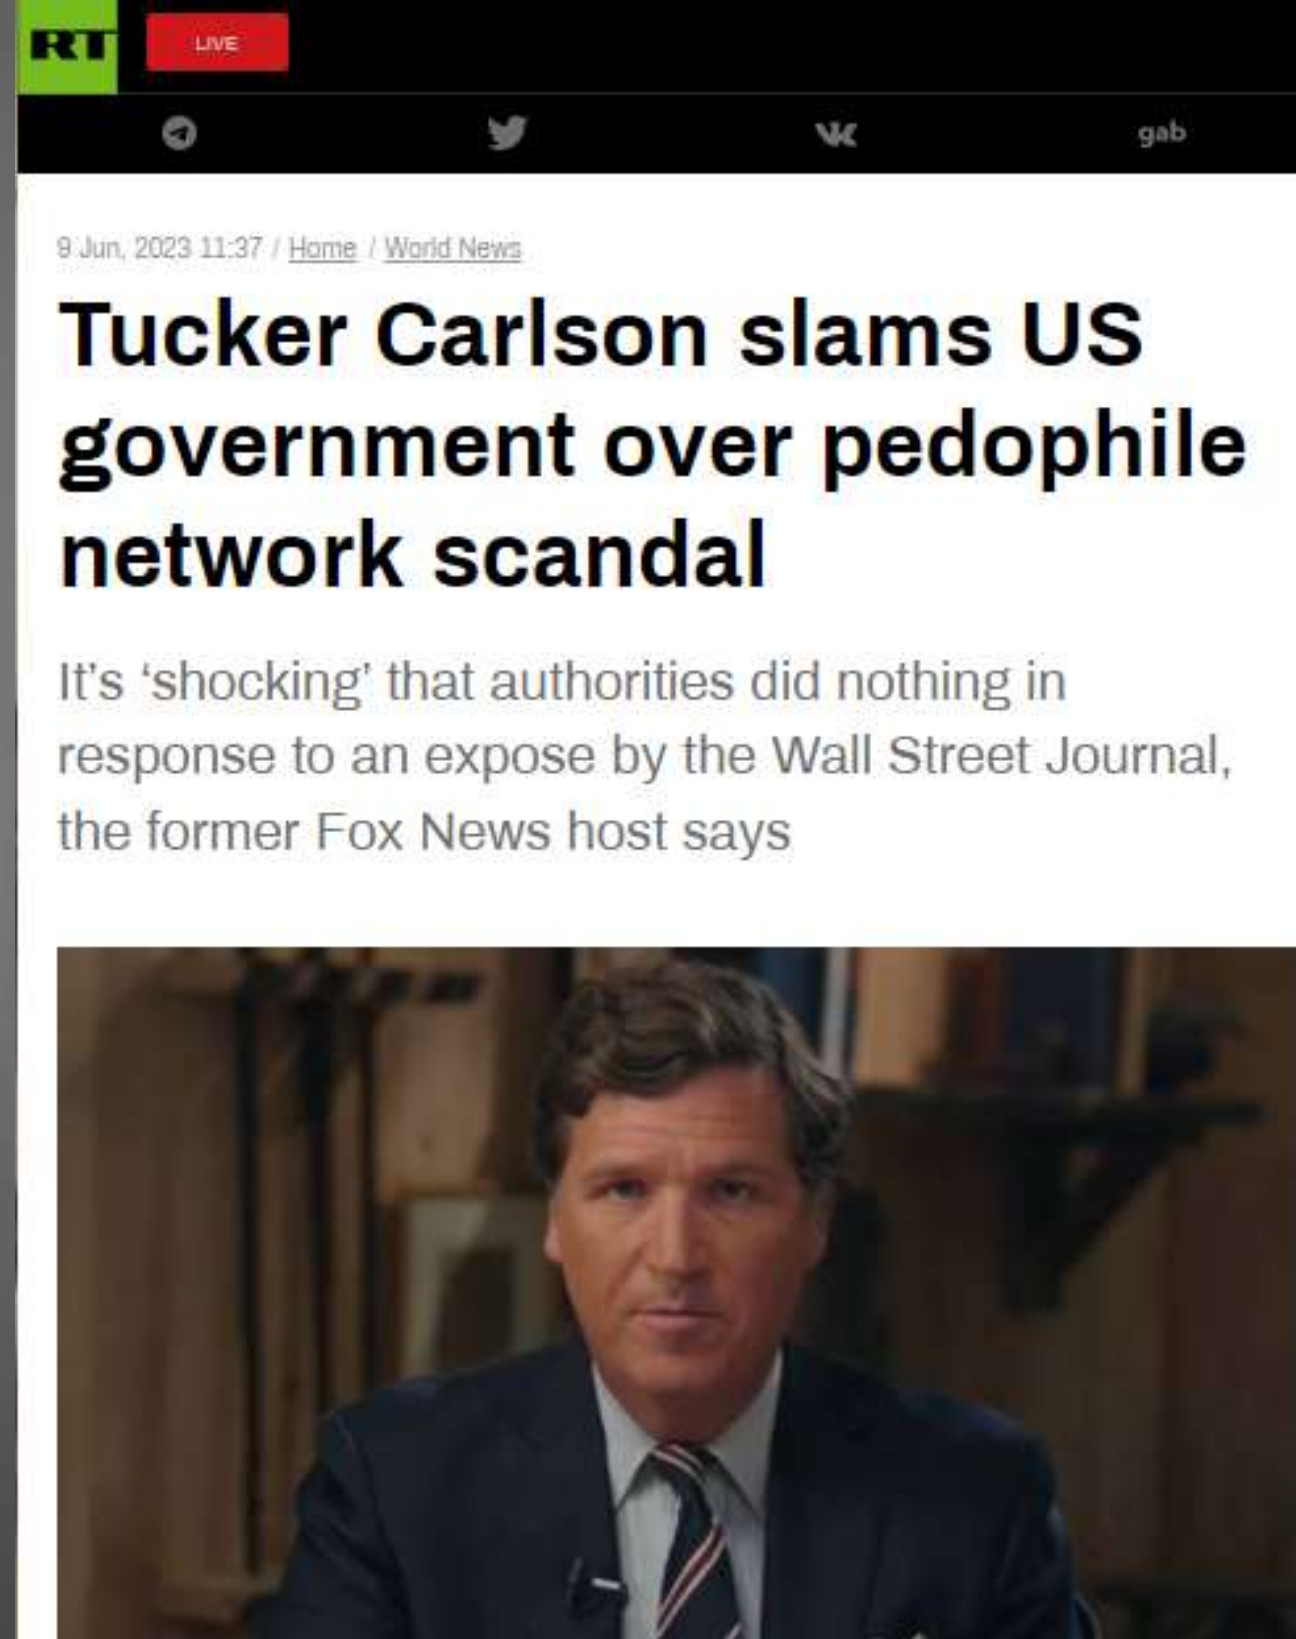 RT
LIVE
gab
9 Jun, 2023 11:37 / Home / World News
Tucker Carlson slams US
government over pedophile
network scandal
It's ‘shocking’ that authorities did nothing in
response to an expose by the Wall Street Journal,
the former Fox News host says